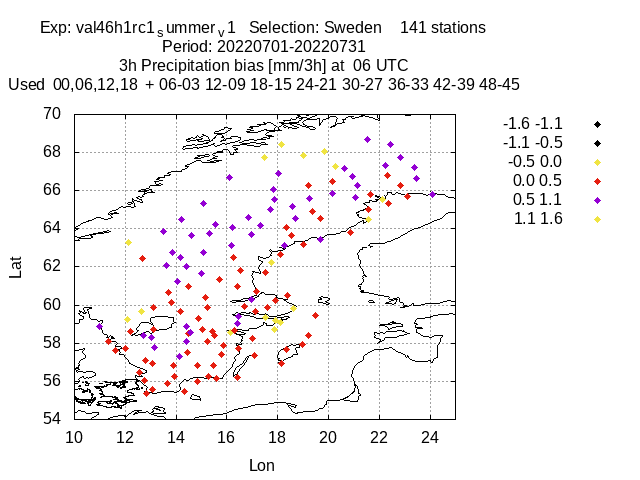 Exp: val46h1rc1summerv1 Selection: Sweden 141 stations
Period: 20220701-20220731
3h Precipitation bias [mm/3h] at 06 UTC
Used 00,06,12,18 + 06-03 12-09 18-15 24-21 30-27 36-33 42-39 48-45
70
68
66
64
62
60
58
56
54
Lat
10 12 14 16 18 20 22 24
Lon
-1.6 -1.1
-1.1 -0.5
-0.5 0.0
0.0 0.5
0.5 1.1
1.1 1.6